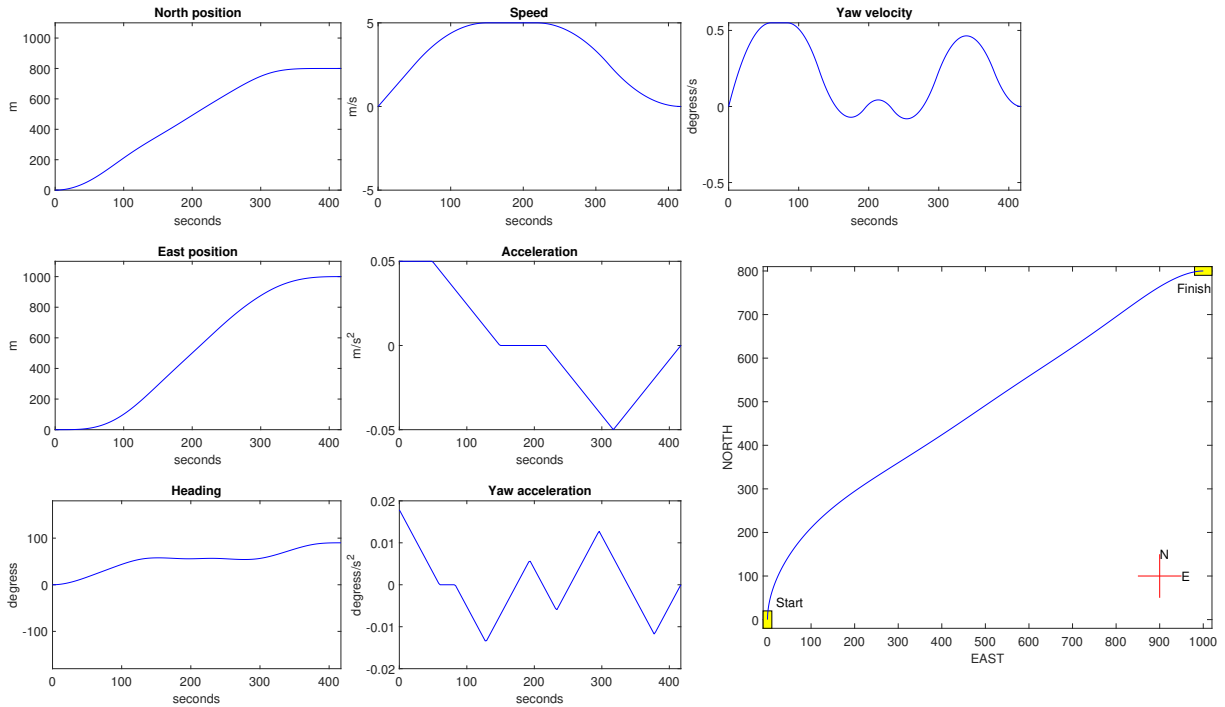 North position
1000
800
600
400
200
0
m
0 100 200 300 400
seconds
Speed
5
0
-5
m/s
0 100 200 300 400
seconds
Yaw velocity
0.5
0
-0.5
degress/s
0 100 200 300 400
seconds
East position
1000
800
600
400
200
0
m
0 100 200 300 400
seconds
Acceleration
0.05
0
-0.05
m/s²
0 100 200 300 400
seconds
Heading
100
0
-100
degress
0 100 200 300 400
seconds
Yaw acceleration
0.02
0.01
0
-0.01
-0.02
degress/s²
0 100 200 300 400
seconds
800
700
600
500
400
300
200
100
0
NORTH
Finish
N
E
Start
0 100 200 300 400 500 600 700 800 900 1000
EAST